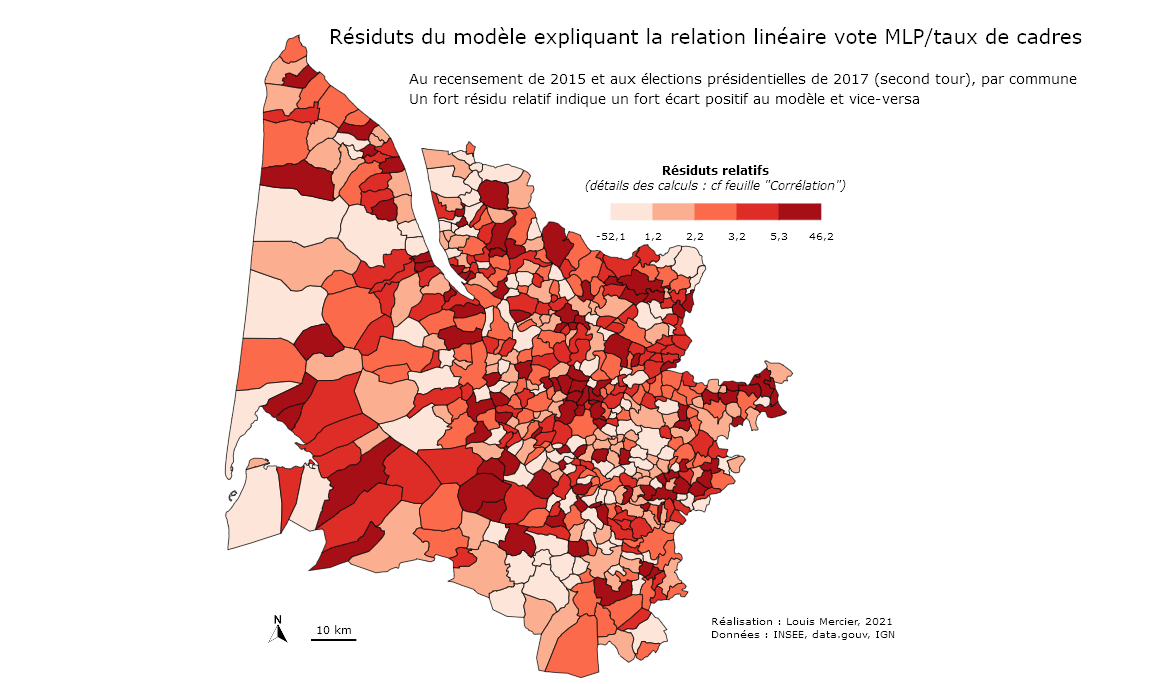 Résiduts du modèle expliquant la relation linéaire vote MLP/taux de cadres
Au recensement de 2015 et aux élections présidentielles de 2017 (second tour), par commune
Un fort résidu relatif indique un fort écart positif au modèle et vice-versa
Résiduts relatifs
(détails des calculs : cf feuille "Corrélation")
-52,1 1,2 2,2 3,2 5,3 46,2
N
10 km
Réalisation : Louis Mercier, 2021
Données : INSEE, data.gouv, IGN